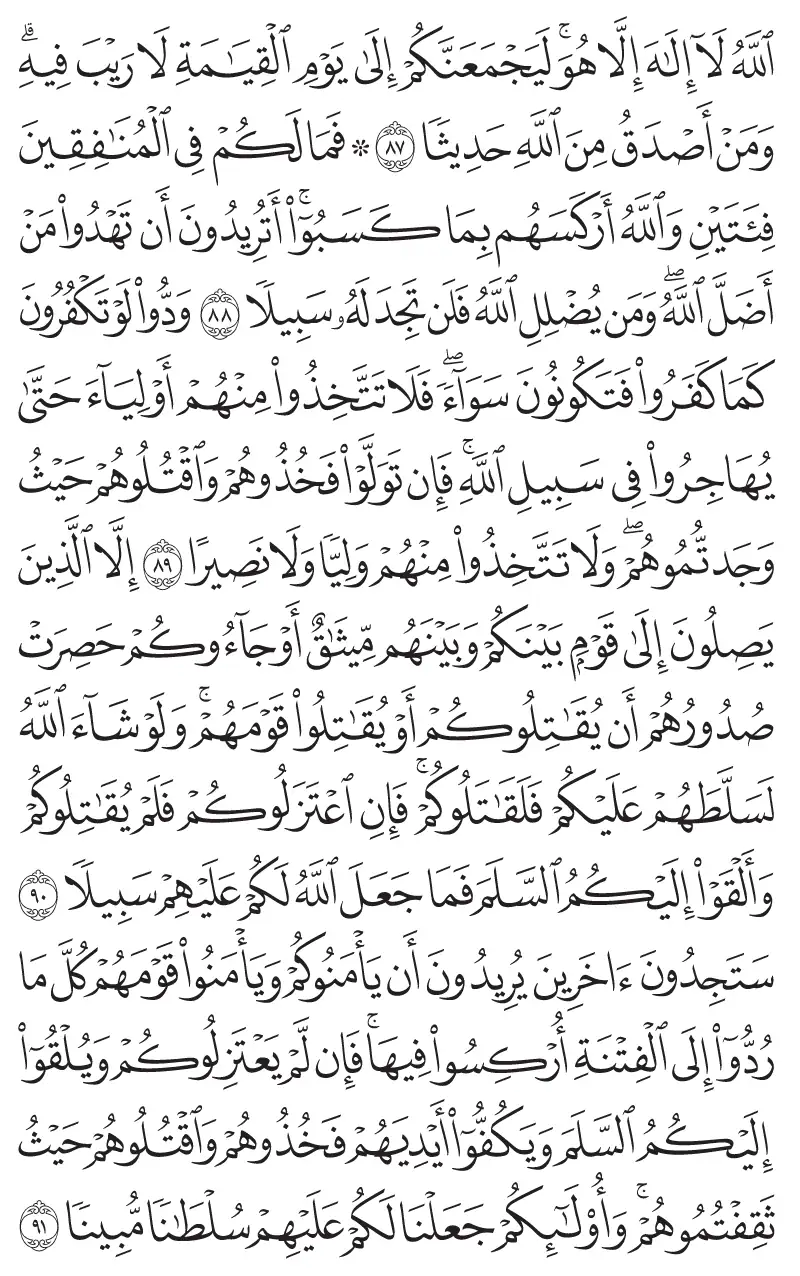 ٱللَّهُ لَآ إِلَٰهَ إِلَّا هُوَۚ لَيَجۡمَعَنَّكُمۡ إِلَىٰ يَوۡمِ ٱلۡقِيَٰمَةِ لَا رَيۡبَ فِيهِۗ
وَمَنۡ أَصۡدَقُ مِنَ ٱللَّهِ حَدِيثٗا ٨٧ ۞ فَمَا لَكُمۡ فِي ٱلۡمُنَٰفِقِينَ
فِئَتَيۡنِ وَٱللَّهُ أَرۡكَسَهُم بِمَا كَسَبُوٓاْۚ أَتُرِيدُونَ أَن تَهۡدُواْ مَنۡ
أَضَلَّ ٱللَّهُۖ وَمَن يُضۡلِلِ ٱللَّهُ فَلَن تَجِدَ لَهُۥ سَبِيلٗا ٨٨ وَدُّواْ لَوۡ تَكۡفُرُونَ
كَمَا كَفَرُواْ فَتَكُونُونَ سَوَآءٗۖ فَلَا تَتَّخِذُواْ مِنۡهُمۡ أَوۡلِيَآءَ حَتَّىٰ
يُهَاجِرُواْ فِي سَبِيلِ ٱللَّهِۚ فَإِن تَوَلَّوۡاْ فَخُذُوهُمۡ وَٱقۡتُلُوهُمۡ حَيۡثُ
وَجَدتُّمُوهُمۡۖ وَلَا تَتَّخِذُواْ مِنۡهُمۡ وَلِيّٗا وَلَا نَصِيرًا ٨٩ إِلَّا ٱلَّذِينَ
يَصِلُونَ إِلَىٰ قَوۡمِۭ بَيۡنَكُمۡ وَبَيۡنَهُم مِّيثَٰقٌ أَوۡ جَآءُوكُمۡ حَصِرَتۡ
صُدُورُهُمۡ أَن يُقَٰتِلُوكُمۡ أَوۡ يُقَٰتِلُواْ قَوۡمَهُمۡۚ وَلَوۡ شَآءَ ٱللَّهُ
لَسَلَّطَهُمۡ عَلَيۡكُمۡ فَلَقَٰتَلُوكُمۡۚ فَإِنِ ٱعۡتَزَلُوكُمۡ فَلَمۡ يُقَٰتِلُوكُمۡ
وَأَلۡقَوۡاْ إِلَيۡكُمُ ٱلسَّلَمَ فَمَا جَعَلَ ٱللَّهُ لَكُمۡ عَلَيۡهِمۡ سَبِيلٗا ٩٠
سَتَجِدُونَ ءَاخَرِينَ يُرِيدُونَ أَن يَأۡمَنُوكُمۡ وَيَأۡمَنُواْ قَوۡمَهُمۡ كُلَّ مَا
رُدُّوٓاْ إِلَى ٱلۡفِتۡنَةِ أُرۡكِسُواْ فِيهَاۚ فَإِن لَّمۡ يَعۡتَزِلُوكُمۡ وَيُلۡقُوٓاْ
إِلَيۡكُمُ ٱلسَّلَمَ وَيَكُفُّوٓاْ أَيۡدِيَهُمۡ فَخُذُوهُمۡ وَٱقۡتُلُوهُمۡ حَيۡثُ
ثَقِفۡتُمُوهُمۡۚ وَأُوْلَٰٓئِكُمۡ جَعَلۡنَا لَكُمۡ عَلَيۡهِمۡ سُلۡطَٰنٗا مُّبِينٗا ٩١